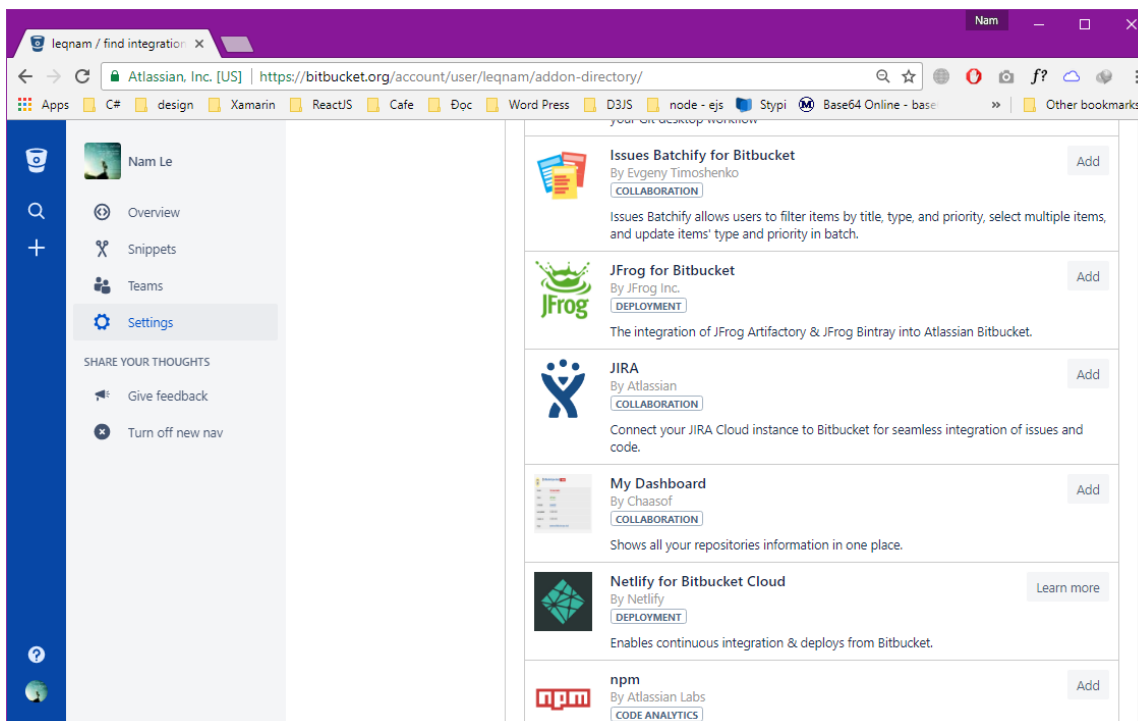 Nam
leqnam / find integration
Atlassian, Inc. [US] https://bitbucket.org/account/user/leqnam/addon-directory/
f?
Apps C# design Xamarin ReactJS Cafe Đọc Word Press D3JS node - ejs Stypi Base64 Online - base » Other bookmarks
your Git desktop workflow
Nam Le
Overview
Snippets
Teams
Settings
SHARE YOUR THOUGHTS
Give feedback
Turn off new nav
Issues Batchify for Bitbucket
Add
By Evgeny Timoshenko
COLLABORATION
Issues Batchify allows users to filter items by title, type, and priority, select multiple items,
and update items' type and priority in batch.
JFrog
JFrog for Bitbucket
Add
By JFrog Inc.
DEPLOYMENT
The integration of JFrog Artifactory & JFrog Bintray into Atlassian Bitbucket.
JIRA
Add
By Atlassian
COLLABORATION
Connect your JIRA Cloud instance to Bitbucket for seamless integration of issues and
code.
My Dashboard
Add
By Chaasof
COLLABORATION
Shows all your repositories information in one place.
Netlify for Bitbucket Cloud
Learn more
By Netlify
DEPLOYMENT
Enables continuous integration & deploys from Bitbucket.
npm
npm
Add
By Atlassian Labs
CODE ANALYTICS